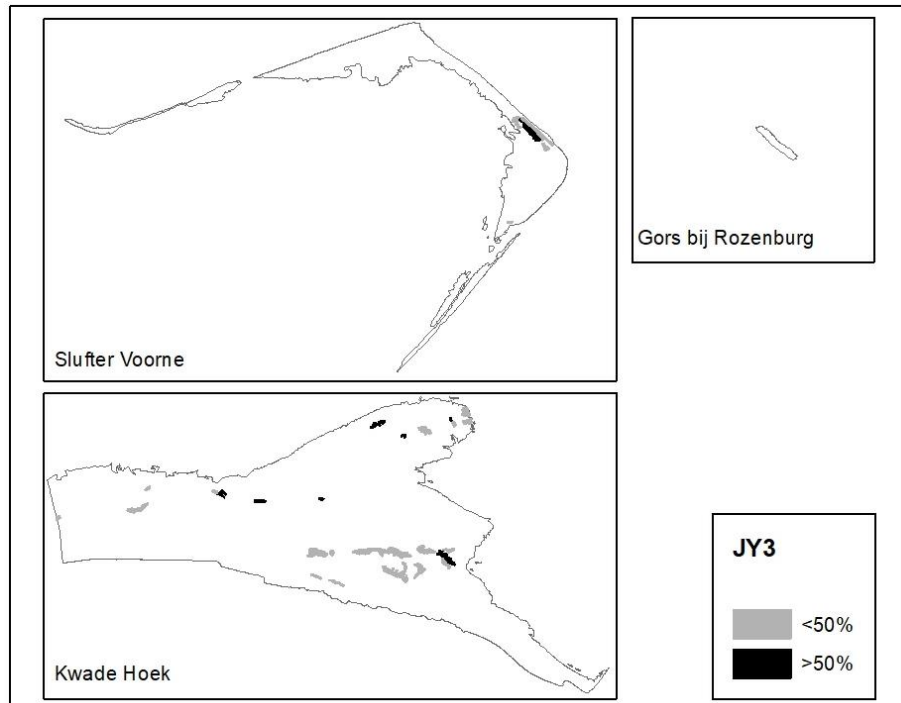 Slufter Voorne
Gors bij Rozenburg
Kwade Hoek
JY3
<50%
>50%